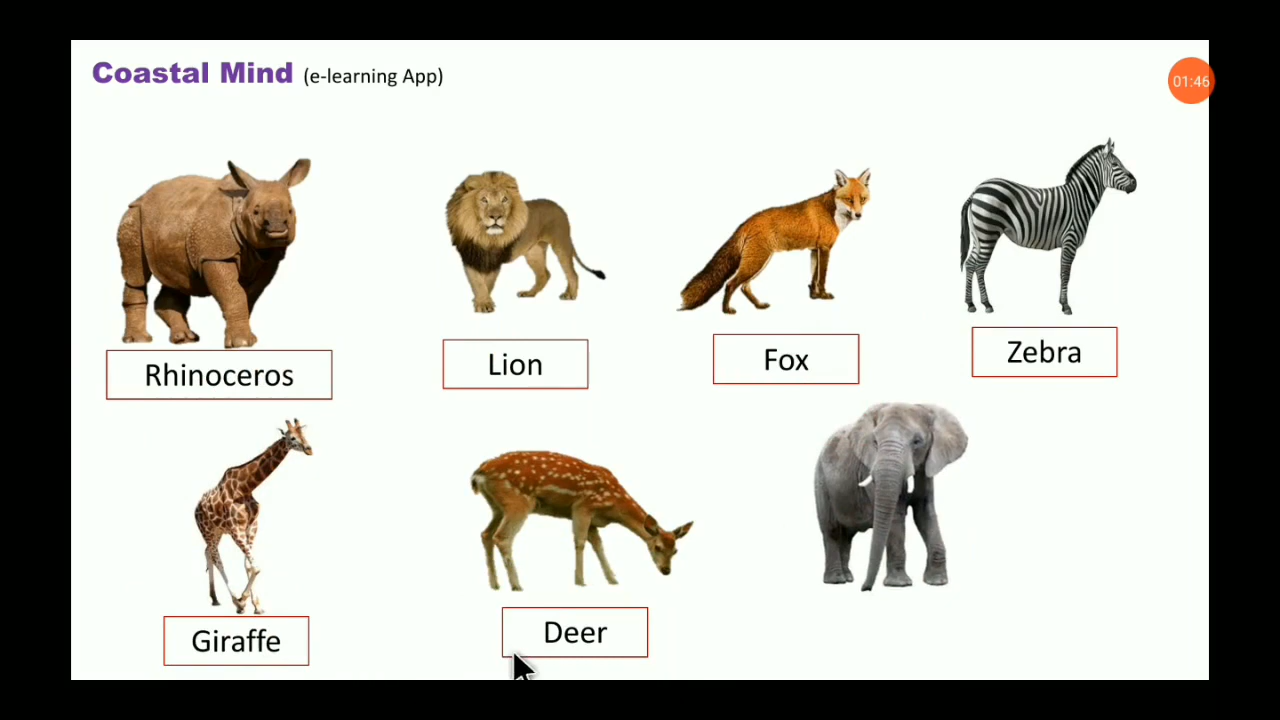 Coastal Mind (e-learning App)
01:46
Rhinoceros
Lion
Fox
Zebra
Giraffe
Deer